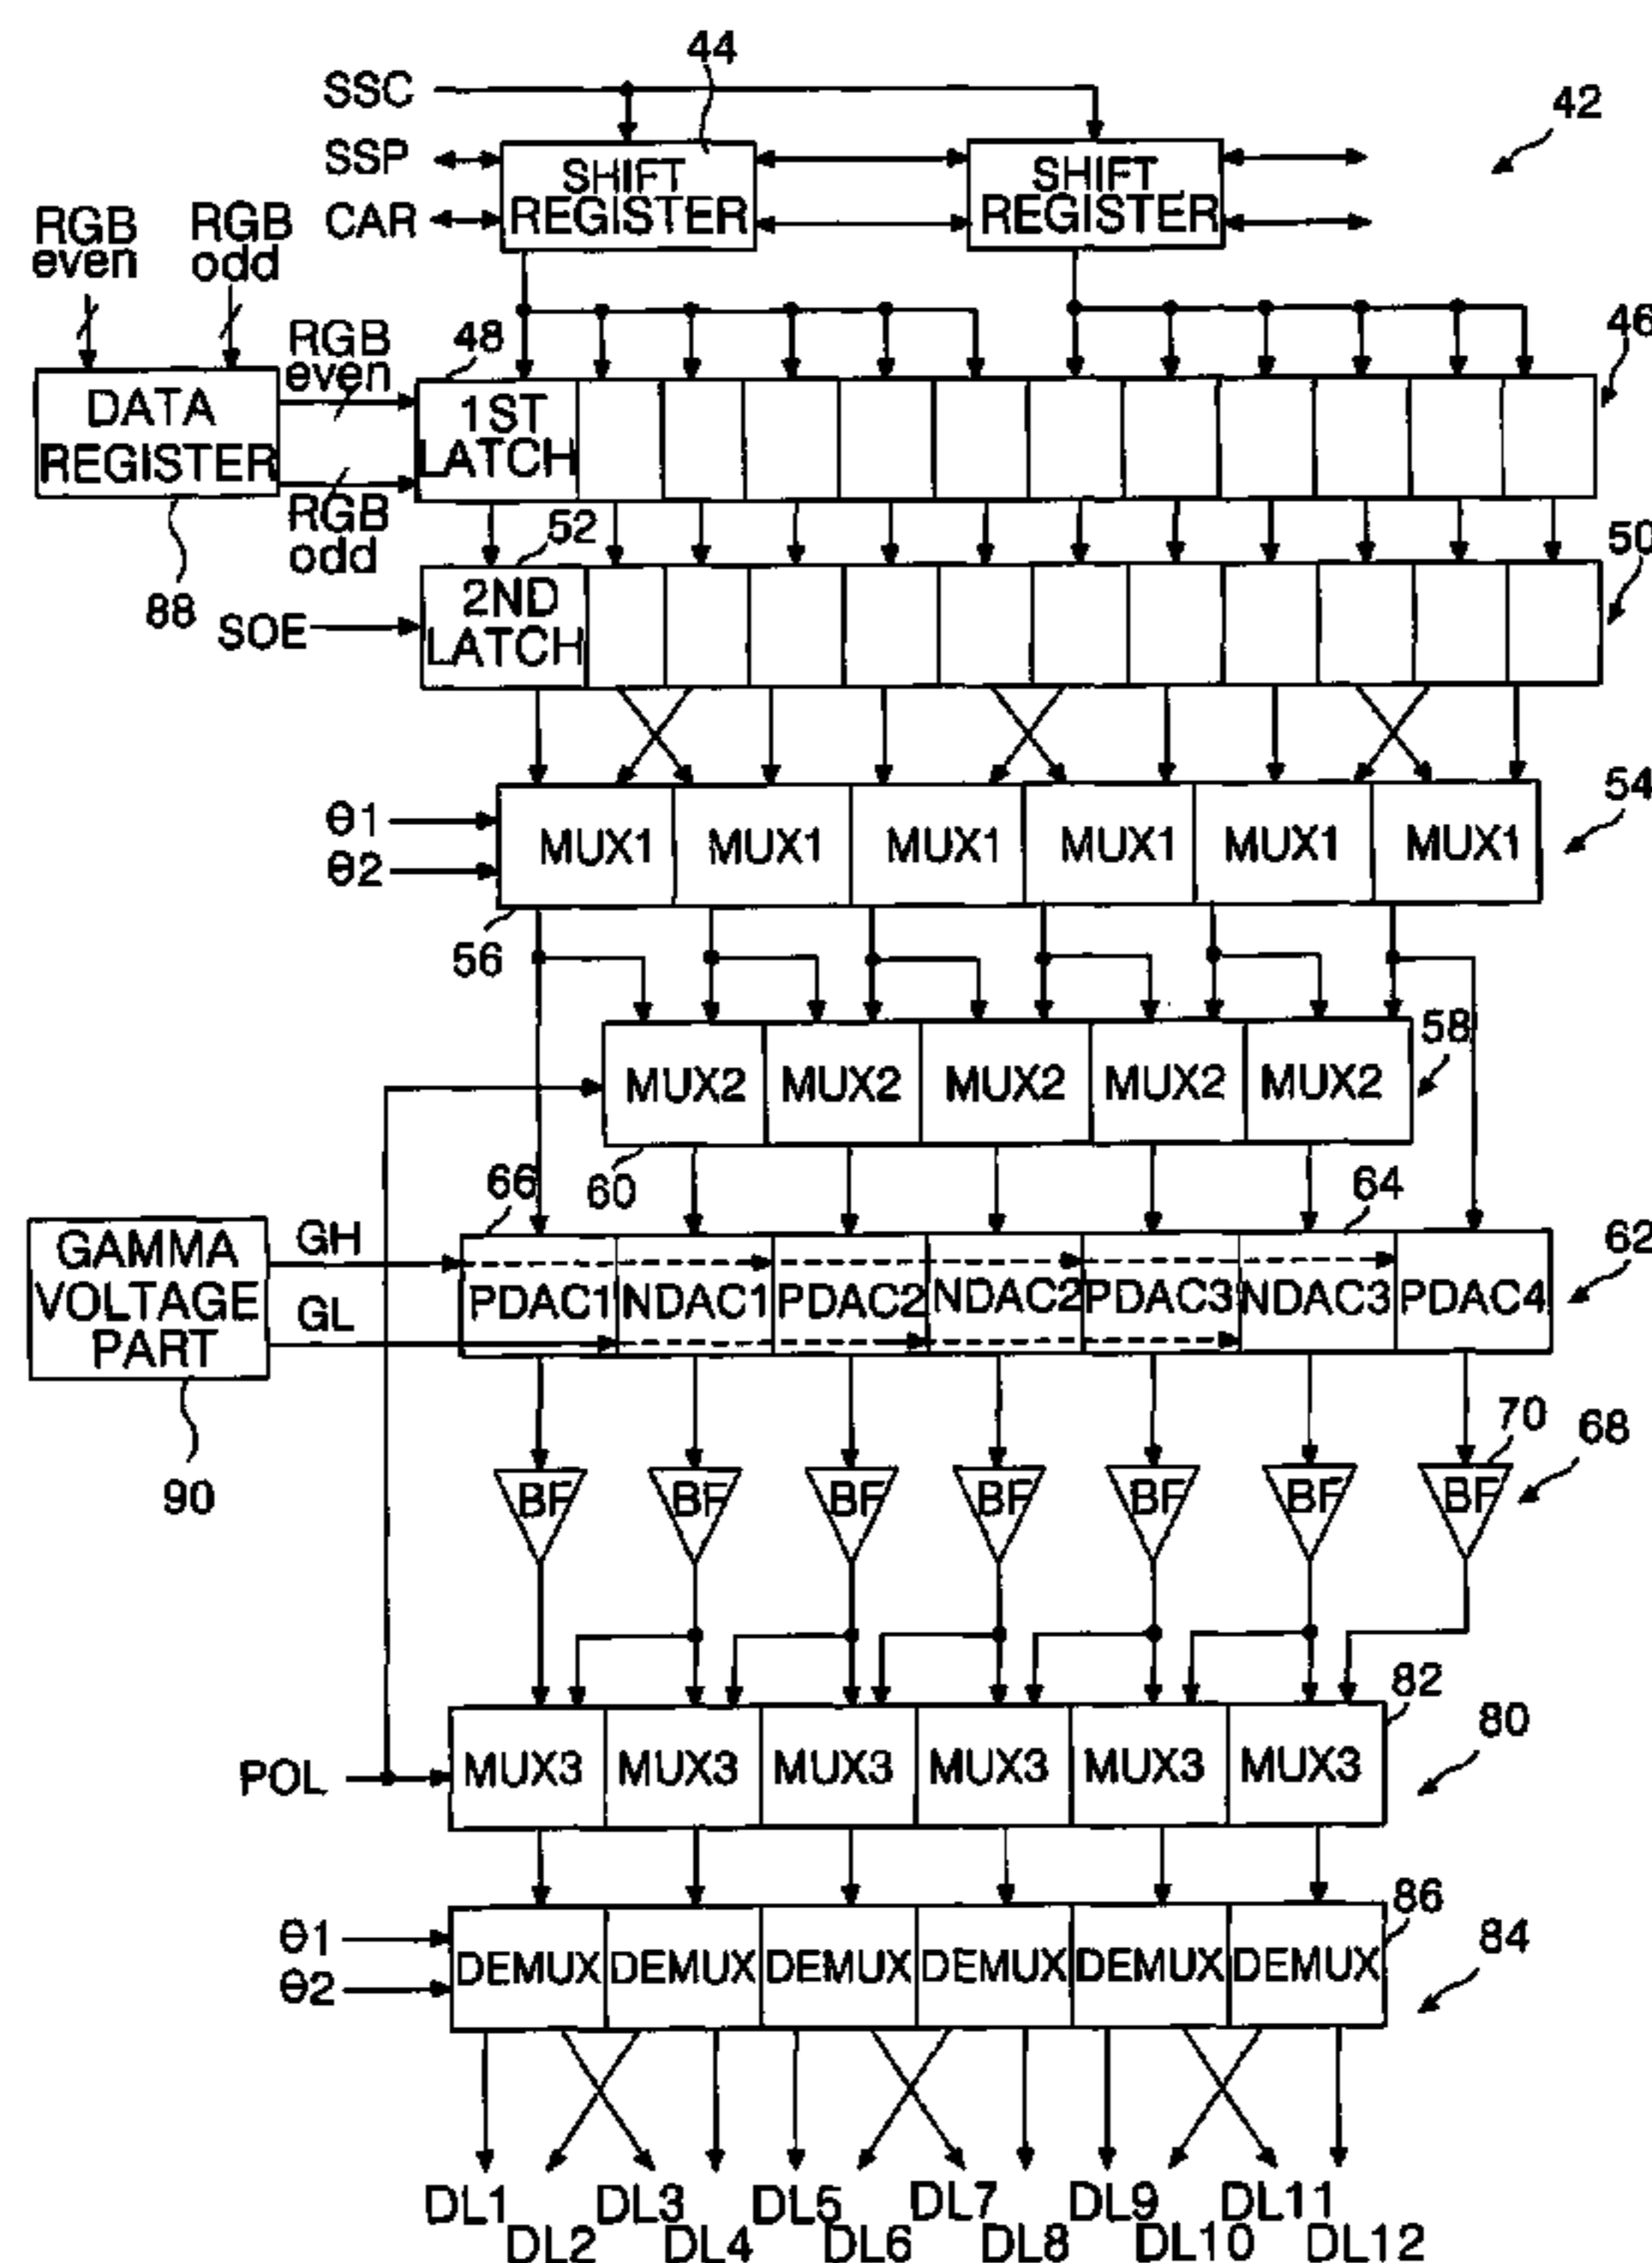 44
SSC
42
SSP
SHIFT REGISTER
SHIFT REGISTER
CAR
RGB even
RGB odd
RGB even
48
46
DATA REGISTER
1ST LATCH
RGB odd
52
50
88
SOE
2ND LATCH
54
θ1
θ2
MUX1 MUX1 MUX1 MUX1 MUX1 MUX1
56
58
MUX2 MUX2 MUX2 MUX2 MUX2
66
60
64
62
GAMMA VOLTAGE PART
GH
GL
PDAC1 NDAC1 PDAC2 NDAC2 PDAC3 NDAC3 PDAC4
70
68
90
BF BF BF BF BF BF BF
82
80
POL
MUX3 MUX3 MUX3 MUX3 MUX3 MUX3
86
84
θ1
θ2
DEMUX DEMUX DEMUX DEMUX DEMUX DEMUX
DL1 DL3 DL5 DL7 DL9 DL11
DL2 DL4 DL6 DL8 DL10 DL12